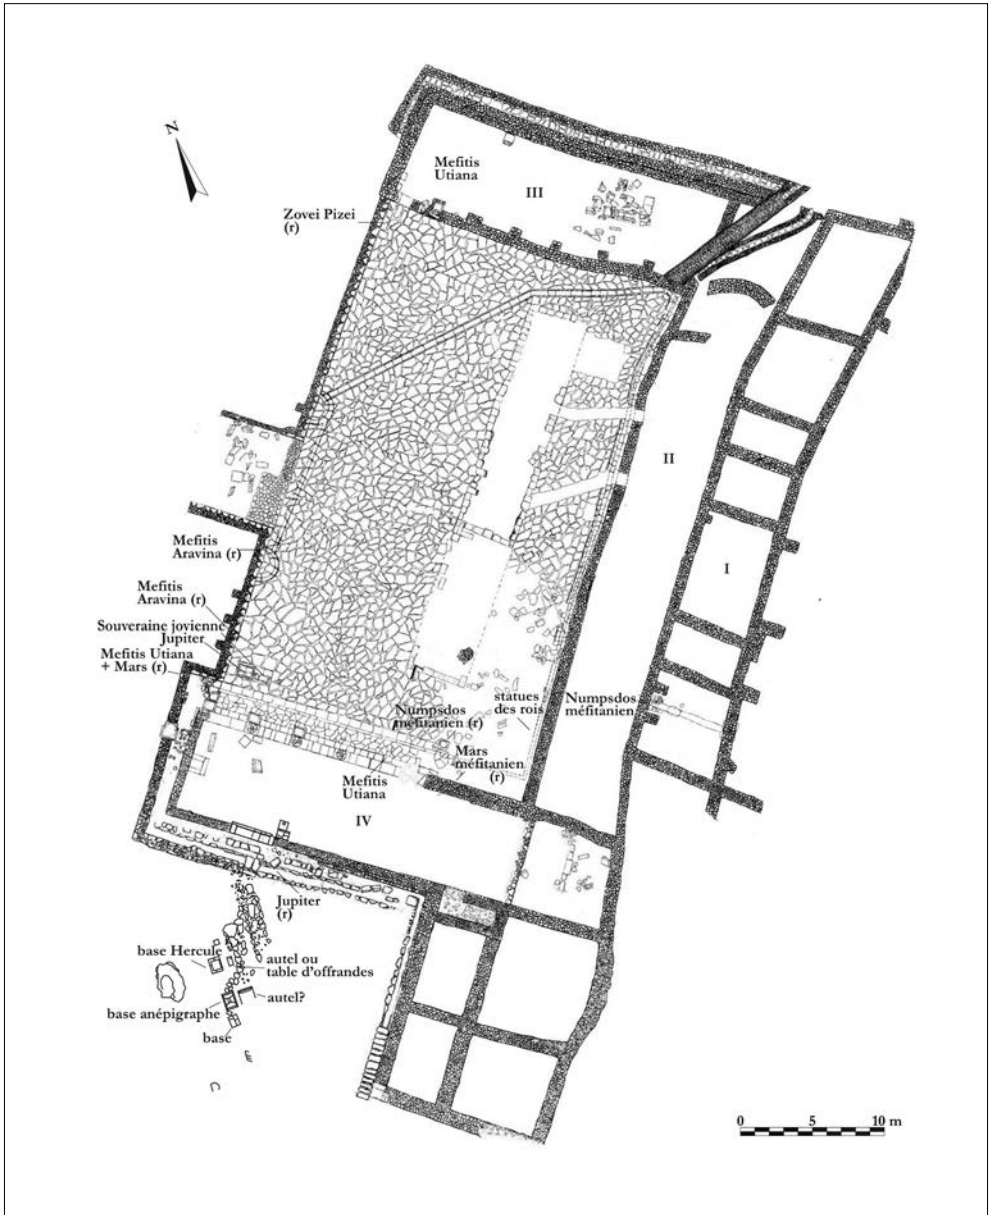 N
Mefitis
Utiana
III
Zovei Pizei
(r)
II
Mefitis
Aravina (r)
I
Mefitis
Aravina (r)
Souveraine jovienne
Jupiter
Mefitis Utiana
+ Mars (r)
statues
des rois
Numpsdos
méfitanien
Numpsdos
méfitanien (r)
Mars
méfitanien
(r)
Mefitis
Utiana
IV
Jupiter
(r)
base Hercule
autel ou
table d'offrandes
autel?
base anépigraphe
base
0 5 10 m